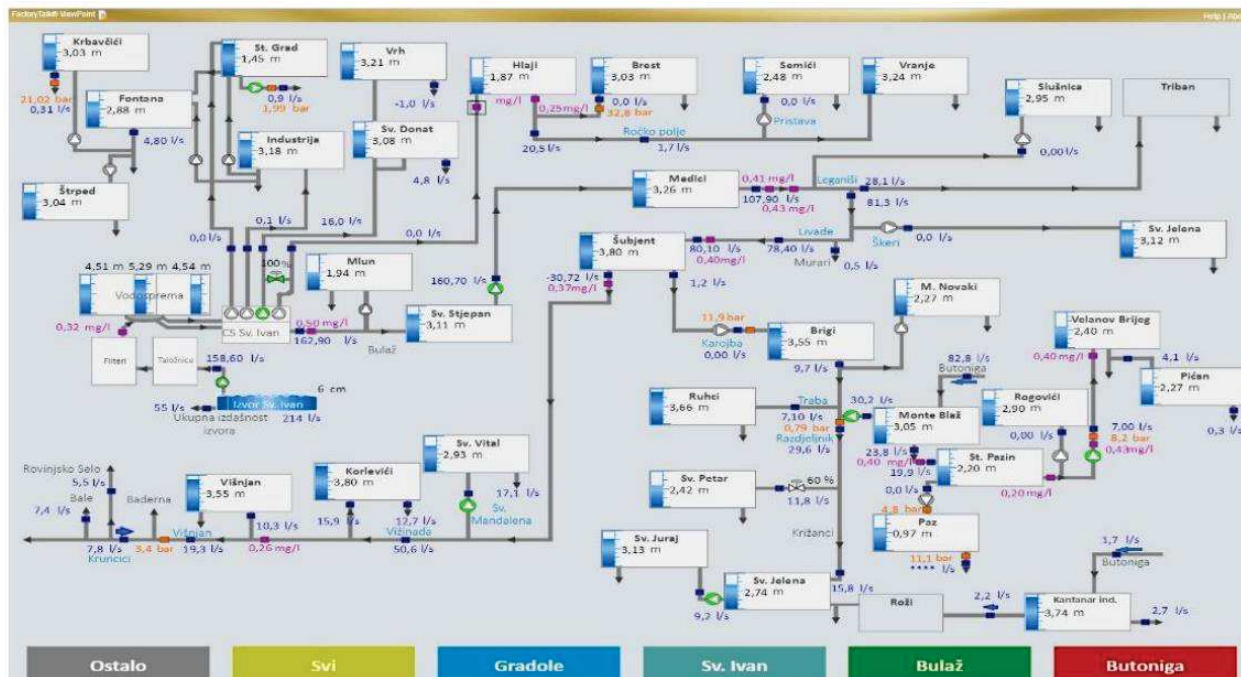 FactoryTalk® ViewPoint
Help | Abo
Krbavčići
3,03 m
21,02 bar
0,31 l/s
Fontana
2,88 m
4,80 l/s
Štrped
3,04 m
St. Grad
1,45 m
0,9 l/s
1,99 bar
Industrija
3,18 m
Vrh
3,21 m
-1,0 l/s
Sv. Donat
3,08 m
4,8 l/s
Hlaji
1,87 m
mg/l
0,25mg/l
Brest
3,03 m
0,0 l/s
32,8 bar
Ročko polje
20,5 l/s
1,7 l/s
Semići
2,48 m
0,0 l/s
Pristava
Vranje
3,24 m
Slušnica
2,95 m
0,00 l/s
Triban
0,0 l/s
0,1 l/s
16,0 l/s
0,0 l/s
100 %
Medici
3,26 m
0,41 mg/l
107,90 l/s
0,43 mg/l
Leganiši
28,1 l/s
81,3 l/s
Livade
78,40 l/s
Murari
0,5 l/s
Škeri
0,0 l/s
Sv. Jelena
3,12 m
Šubjent
3,80 m
80,10 l/s
0,40mg/l
-30,72 l/s
0,37mg/l
1,2 l/s
4,51 m 5,29 m 4,54 m
Vodosprema
0,32 mg/l
CS Sv. Ivan
0,50 mg/l
162,90 l/s
Mlun
1,94 m
Bulaž
160,70 l/s
Sv. Stjepan
3,11 m
Filteri
Taložnice
158,60 l/s
6 cm
Izvor Sv. Ivan
55 l/s
214 l/s
Ukupna izdašnost
izvora
11,9 bar
Karojba
0,00 l/s
Brigi
3,55 m
9,7 l/s
M. Novaki
2,27 m
82,8 l/s
Butoniga
Velanov Brijeg
2,40 m
0,40 mg/l
4,1 l/s
Pićan
2,27 m
0,3 l/s
Ruhci
3,66 m
Traba
7,10 l/s
0,79 bar
Razdjeljnik
29,6 l/s
30,2 l/s
Monte Blaž
3,05 m
23,8 l/s
0,40 mg/l
19,9 l/s
Rogovići
2,90 m
0,00 l/s
7,00 l/s
8,2 bar
0,43mg/l
St. Pazin
2,20 m
0,20mg/l
0,0 l/s
4,8 bar
Paz
0,97 m
11,1 bar
**** l/s
Sv. Petar
2,42 m
60 %
11,8 l/s
Križanci
Sv. Vital
2,93 m
17,1 l/s
Sv.
Mandalena
Korlevići
3,80 m
15,9 l/s
12,7 l/s
Vižinada
50,6 l/s
Višnjan
3,55 m
10,3 l/s
0,26 mg/l
Višnjan
19,3 l/s
Rovinjsko Selo
5,5 l/s
Bale
7,4 l/s
Baderna
7,8 l/s
Kruncici
3,4 bar
Sv. Juraj
3,13 m
9,2 l/s
Sv. Jelena
2,74 m
15,8 l/s
Roži
2,2 l/s
1,7 l/s
Butoniga
Kantanar ind.
3,74 m
2,7 l/s
Ostalo
Svi
Gradole
Sv. Ivan
Bulaž
Butoniga